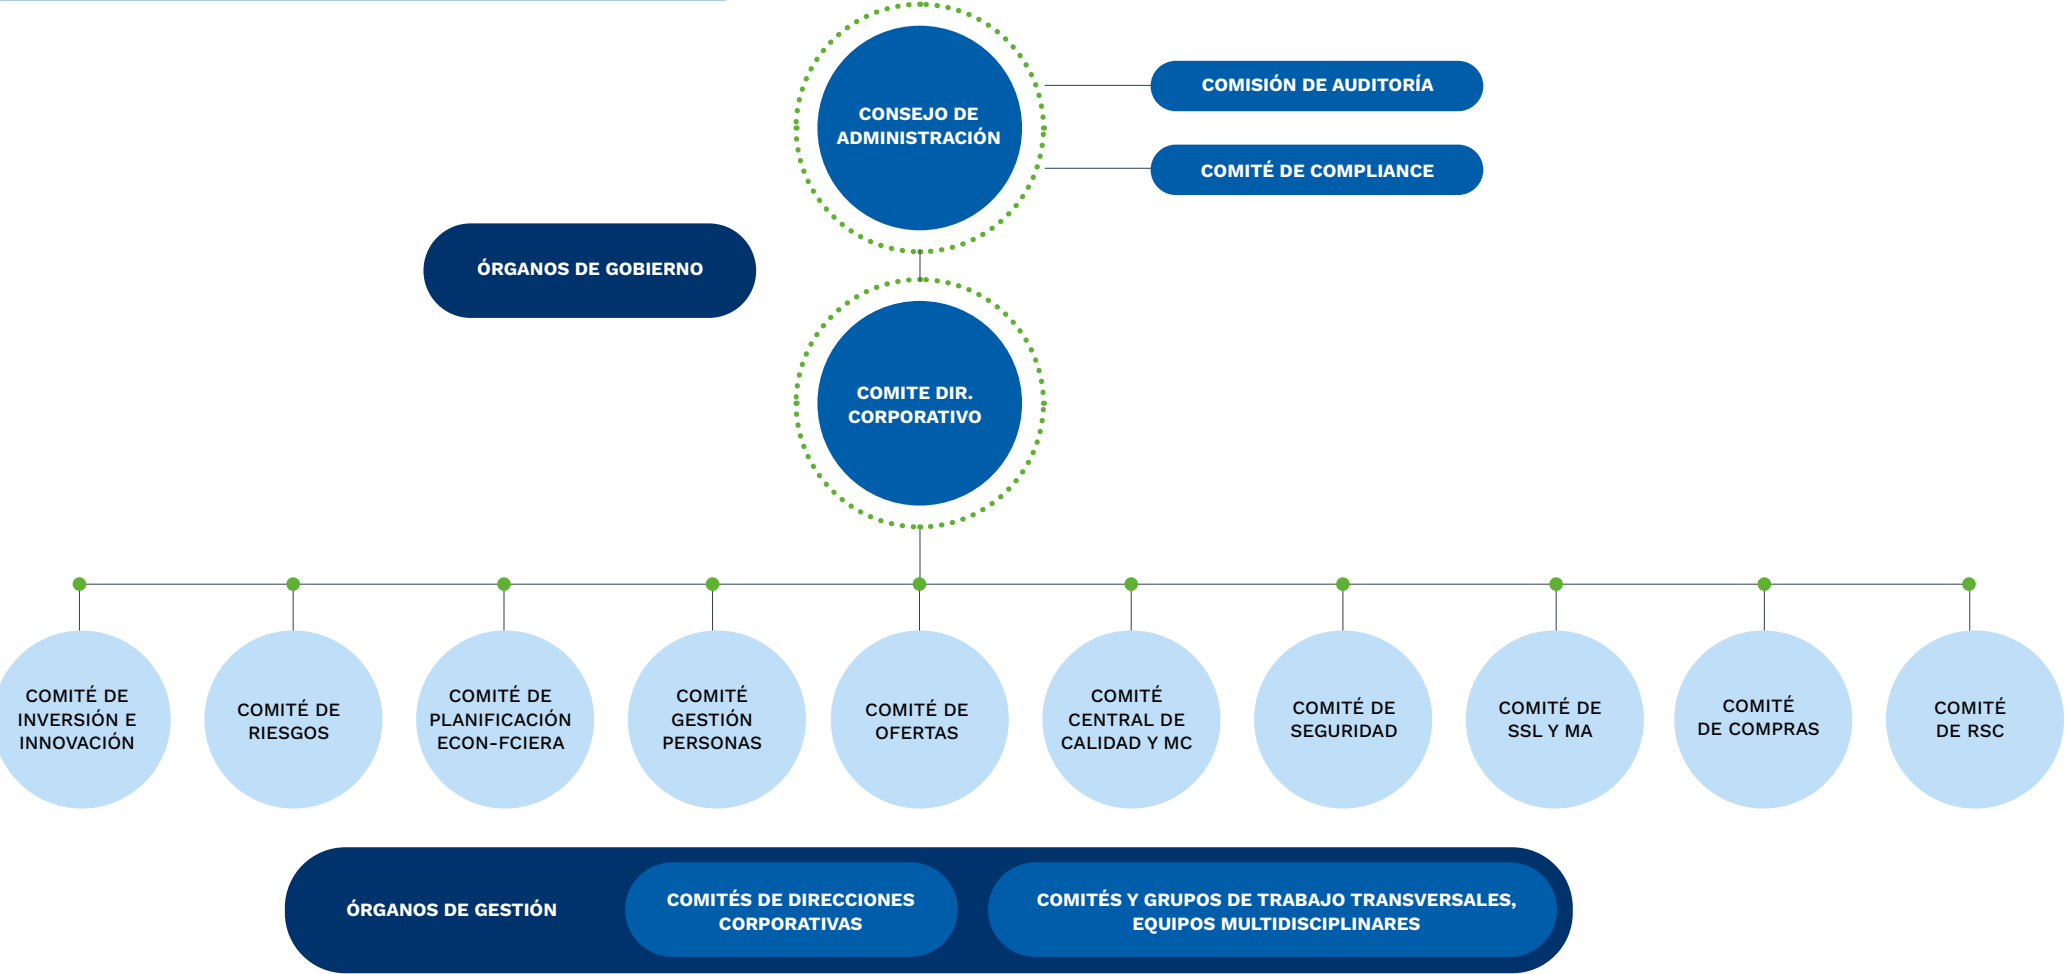 CONSEJO DE
ADMINISTRACIÓN
COMISIÓN DE AUDITORÍA
COMITÉ DE COMPLIANCE
ÓRGANOS DE GOBIERNO
COMITE DIR.
CORPORATIVO
COMITÉ DE
INVERSIÓN E
INNOVACIÓN
COMITÉ DE
RIESGOS
COMITÉ DE
PLANIFICACIÓN
ECON-FCIERA
COMITÉ
GESTIÓN
PERSONAS
COMITÉ DE
OFERTAS
COMITÉ
CENTRAL DE
CALIDAD Y MC
COMITÉ DE
SEGURIDAD
COMITÉ DE
SSL Y MA
COMITÉ
DE COMPRAS
COMITÉ
DE RSC
ÓRGANOS DE GESTIÓN
COMITÉS DE DIRECCIONES
CORPORATIVAS
COMITÉS Y GRUPOS DE TRABAJO TRANSVERSALES,
EQUIPOS MULTIDISCIPLINARES